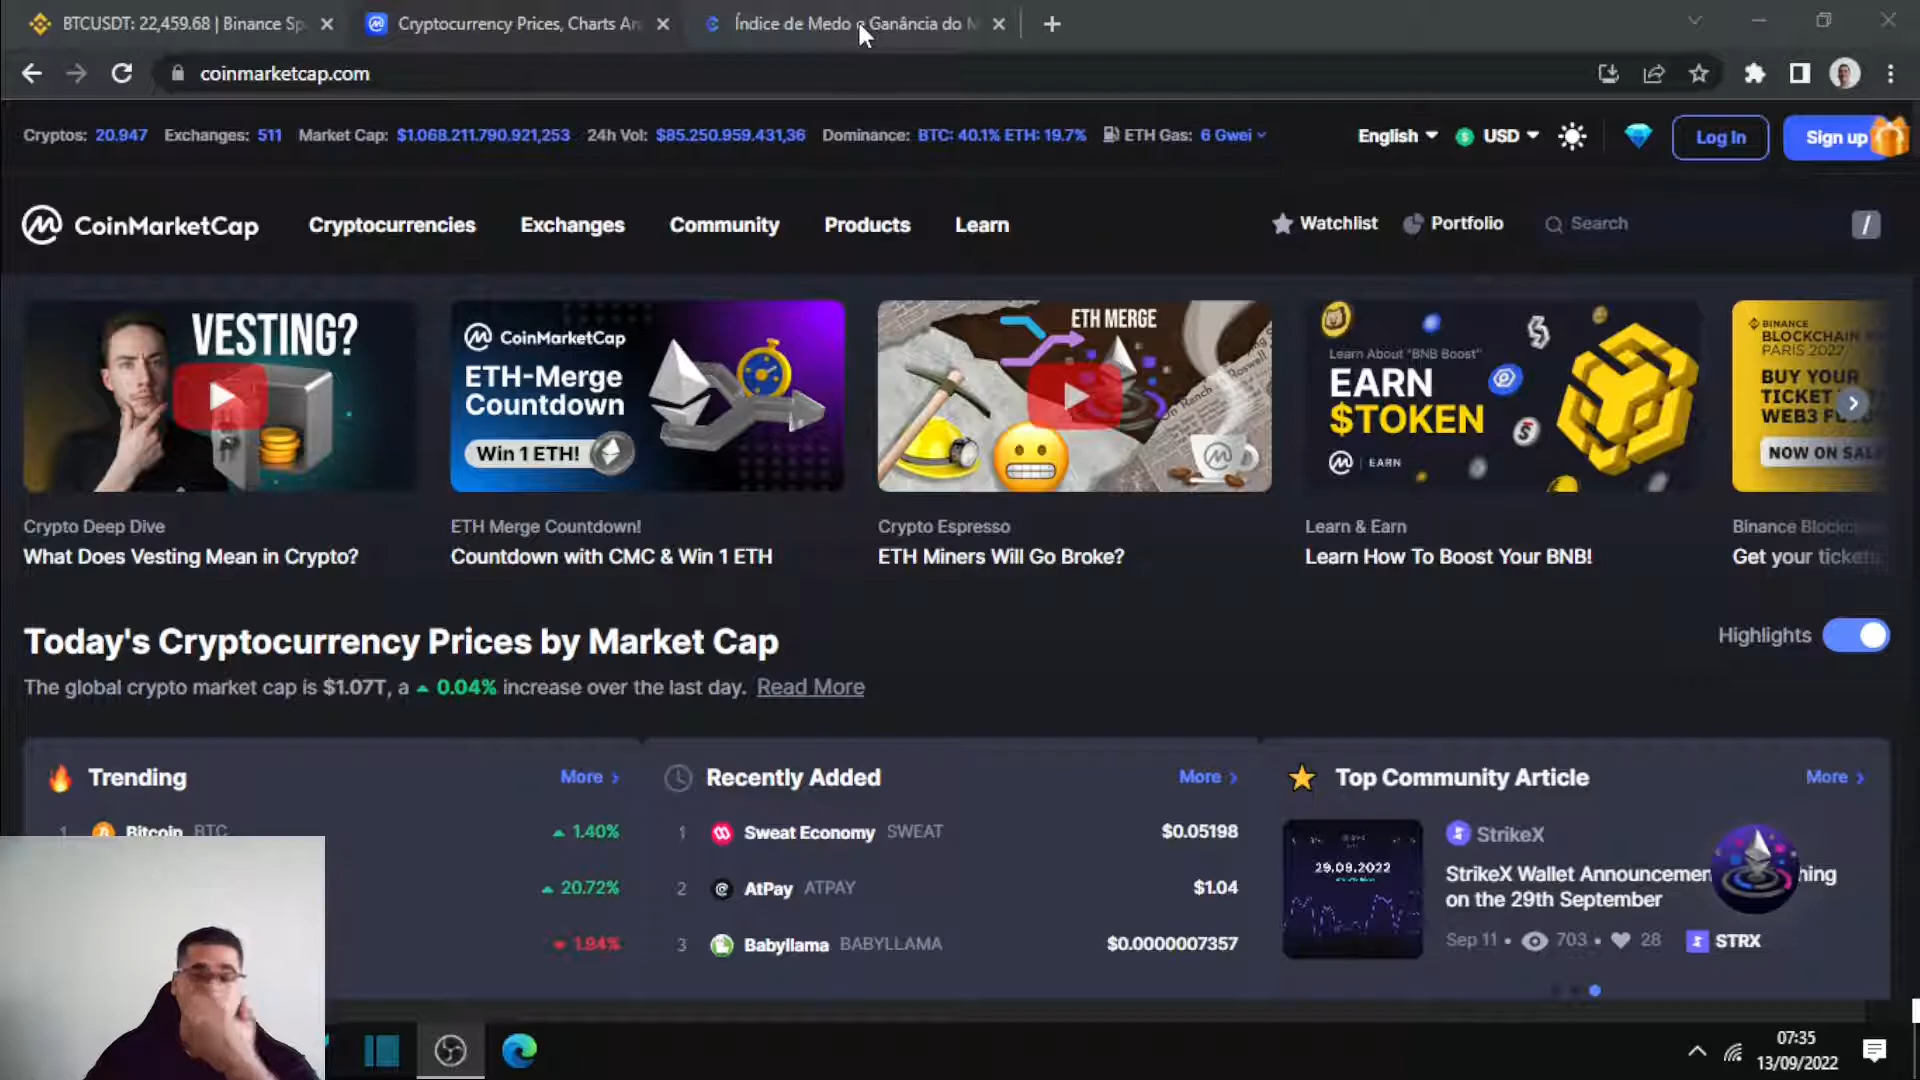 BTCUSDT: 22,459.68 | Binance Sp
Cryptocurrency Prices, Charts An
Índice de Medo e Ganância do M
coinmarketcap.com
Cryptos: 20.947 Exchanges: 511 Market Cap: $1.068.211.790.921,253 24h Vol: $85.250.959.431,36 Dominance: BTC: 40.1% ETH: 19.7% ETH Gas: 6 Gwei
English USD Log In Sign up
CoinMarketCap Cryptocurrencies Exchanges Community Products Learn Watchlist Portfolio Search /
VESTING?
CoinMarketCap
ETH-Merge
Countdown
Win 1 ETH!
ETH MERGE
Learn About "BNB Boost"
EARN
$TOKEN
EARN
BINANCE
BLOCKCHAIN
PARIS 2022
BUY YOUR
TICKET
WEB3
NOW ON SALE
Crypto Deep Dive
What Does Vesting Mean in Crypto?
ETH Merge Countdown!
Countdown with CMC & Win 1 ETH
Crypto Espresso
ETH Miners Will Go Broke?
Learn & Earn
Learn How To Boost Your BNB!
Binance Blockch
Get your tickets
Today's Cryptocurrency Prices by Market Cap
Highlights
The global crypto market cap is $1.07T, a 0.04% increase over the last day. Read More
Trending More
1 Bitcoin BTC 1.40%
20.72%
1.94%
Recently Added More
1 Sweat Economy SWEAT $0.05198
2 AtPay ATPAY $1.04
3 Babyllama BABYLLAMA $0.0000007357
Top Community Article More
29.09.2022
StrikeX
StrikeX Wallet Announcemen hing
on the 29th September
Sep 11 • 703 • 28 STRX
07:35
13/09/2022